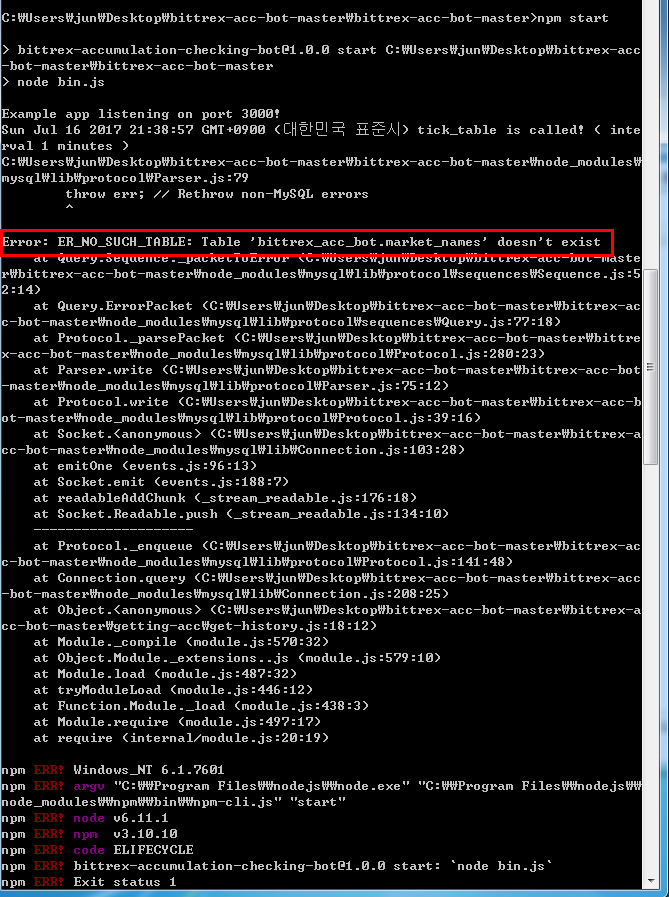 C:₩Users₩jun₩Desktop₩bittrex-acc-bot-master₩bittrex-acc-bot-master>npm start
> bittrex-accumulation-checking-bot@1.0.0 start C:₩Users₩jun₩Desktop₩bittrex-acc
-bot-master₩bittrex-acc-bot-master
> node bin.js
Example app listening on port 3000!
Sun Jul 16 2017 21:38:57 GMT+0900 (대한민국 표준시) tick_table is called! ( inte
rval 1 minutes )
C:₩Users₩jun₩Desktop₩bittrex-acc-bot-master₩bittrex-acc-bot-master₩node_modules₩
mysql₩lib₩protocol₩Parser.js:79
        throw err; // Rethrow non-MySQL errors
        ^
Error: ER_NO_SUCH_TABLE: Table 'bittrex_acc_bot.market_names' doesn't exist
    at Query.Sequence._packetToError (C:₩Users₩jun₩Desktop₩bittrex-acc-bot-maste
r₩bittrex-acc-bot-master₩node_modules₩mysql₩lib₩protocol₩sequences₩Sequence.js:5
2:14)
    at Query.ErrorPacket (C:₩Users₩jun₩Desktop₩bittrex-acc-bot-master₩bittrex-ac
c-bot-master₩node_modules₩mysql₩lib₩protocol₩sequences₩Query.js:77:18)
    at Protocol._parsePacket (C:₩Users₩jun₩Desktop₩bittrex-acc-bot-master₩bittre
x-acc-bot-master₩node_modules₩mysql₩lib₩protocol₩Protocol.js:280:23)
    at Parser.write (C:₩Users₩jun₩Desktop₩bittrex-acc-bot-master₩bittrex-acc-bot
-master₩node_modules₩mysql₩lib₩protocol₩Parser.js:75:12)
    at Protocol.write (C:₩Users₩jun₩Desktop₩bittrex-acc-bot-master₩bittrex-acc-b
ot-master₩node_modules₩mysql₩lib₩protocol₩Protocol.js:39:16)
    at Socket.<anonymous> (C:₩Users₩jun₩Desktop₩bittrex-acc-bot-master₩bittrex-a
cc-bot-master₩node_modules₩mysql₩lib₩Connection.js:103:28)
    at emitOne (events.js:96:13)
    at Socket.emit (events.js:188:7)
    at readableAddChunk (_stream_readable.js:176:18)
    at Socket.Readable.push (_stream_readable.js:134:10)
    --------------------
    at Protocol._enqueue (C:₩Users₩jun₩Desktop₩bittrex-acc-bot-master₩bittrex-ac
c-bot-master₩node_modules₩mysql₩lib₩protocol₩Protocol.js:141:48)
    at Connection.query (C:₩Users₩jun₩Desktop₩bittrex-acc-bot-master₩bittrex-acc
-bot-master₩node_modules₩mysql₩lib₩Connection.js:208:25)
    at Object.<anonymous> (C:₩Users₩jun₩Desktop₩bittrex-acc-bot-master₩bittrex-a
cc-bot-master₩getting-acc₩get-history.js:18:12)
    at Module._compile (module.js:570:32)
    at Object.Module._extensions..js (module.js:579:10)
    at Module.load (module.js:487:32)
    at tryModuleLoad (module.js:446:12)
    at Function.Module._load (module.js:438:3)
    at Module.require (module.js:497:17)
    at require (internal/module.js:20:19)
npm ERR! Windows_NT 6.1.7601
npm ERR! argv "C:₩₩Program Files₩₩nodejs₩₩node.exe" "C:₩₩Program Files₩₩nodejs₩₩
node_modules₩₩npm₩₩bin₩₩npm-cli.js" "start"
npm ERR! node v6.11.1
npm ERR! npm  v3.10.10
npm ERR! code ELIFECYCLE
npm ERR! bittrex-accumulation-checking-bot@1.0.0 start: `node bin.js`
npm ERR! Exit status 1